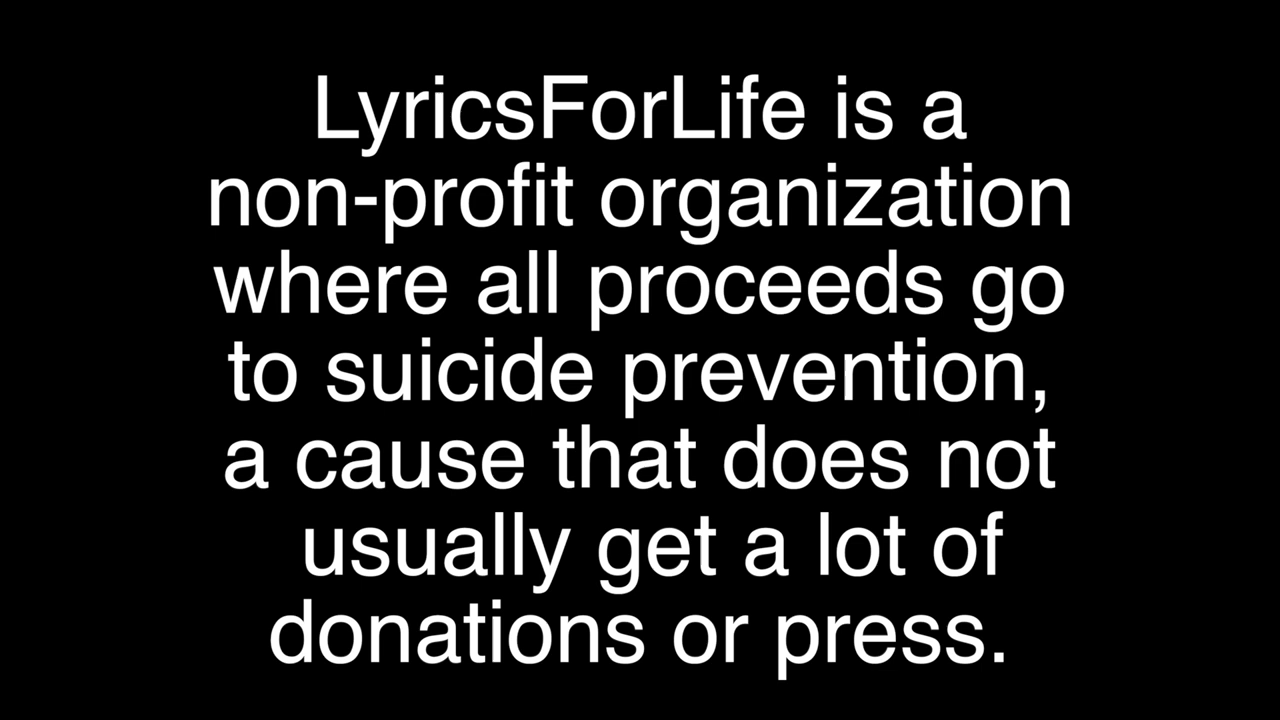 LyricsForLife is a
non-profit organization
where all proceeds go
to suicide prevention,
a cause that does not
usually get a lot of
donations or press.